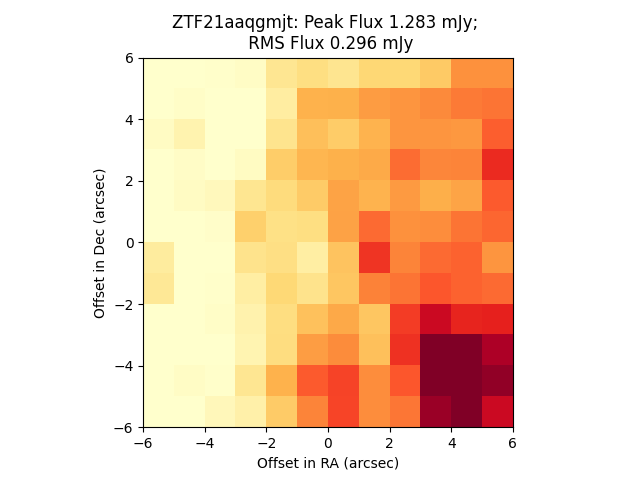 ZTF21aaqgmjt: Peak Flux 1.283 mJy;
RMS Flux 0.296 mJy
6
4
2
0
−2
−4
−6
Offset in Dec (arcsec)
−6 −4 −2 0 2 4 6
Offset in RA (arcsec)